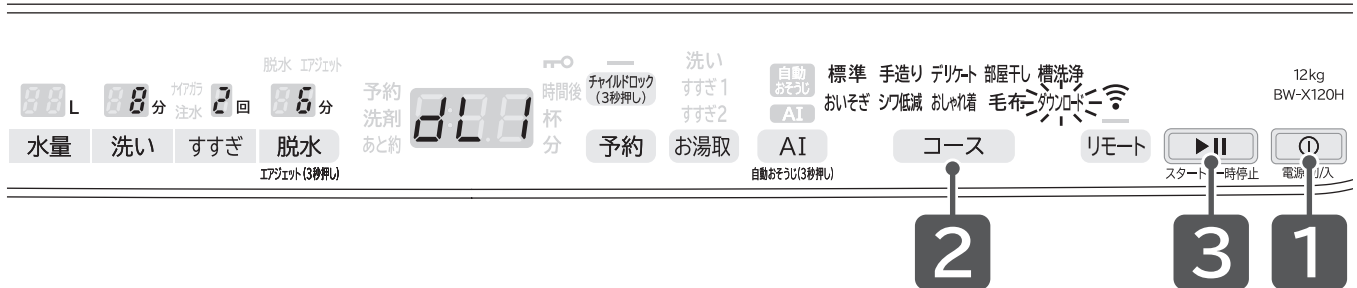 脱水 エアジェット
洗い
予約
時間後
チャイルドロック
(3秒押し)
すすぎ1
自動
おそうじ
標準 手造り デリケート 部屋干し 槽洗浄
12kg
BW-X120H
88 L
8 分
ナイアガラ
注水
2 回
6 分
洗剤
dL 1
杯
すすぎ2
AI
おいそぎ シワ低減 おしゃれ着 毛布 ダウンロード
あと約
分
水量
洗い
すすぎ
脱水
予約
お湯取
AI
コース
リモート
エアジェット(3秒押し)
自動おそうじ(3秒押し)
スタート 一時停止
電源 切/入
2
3
1